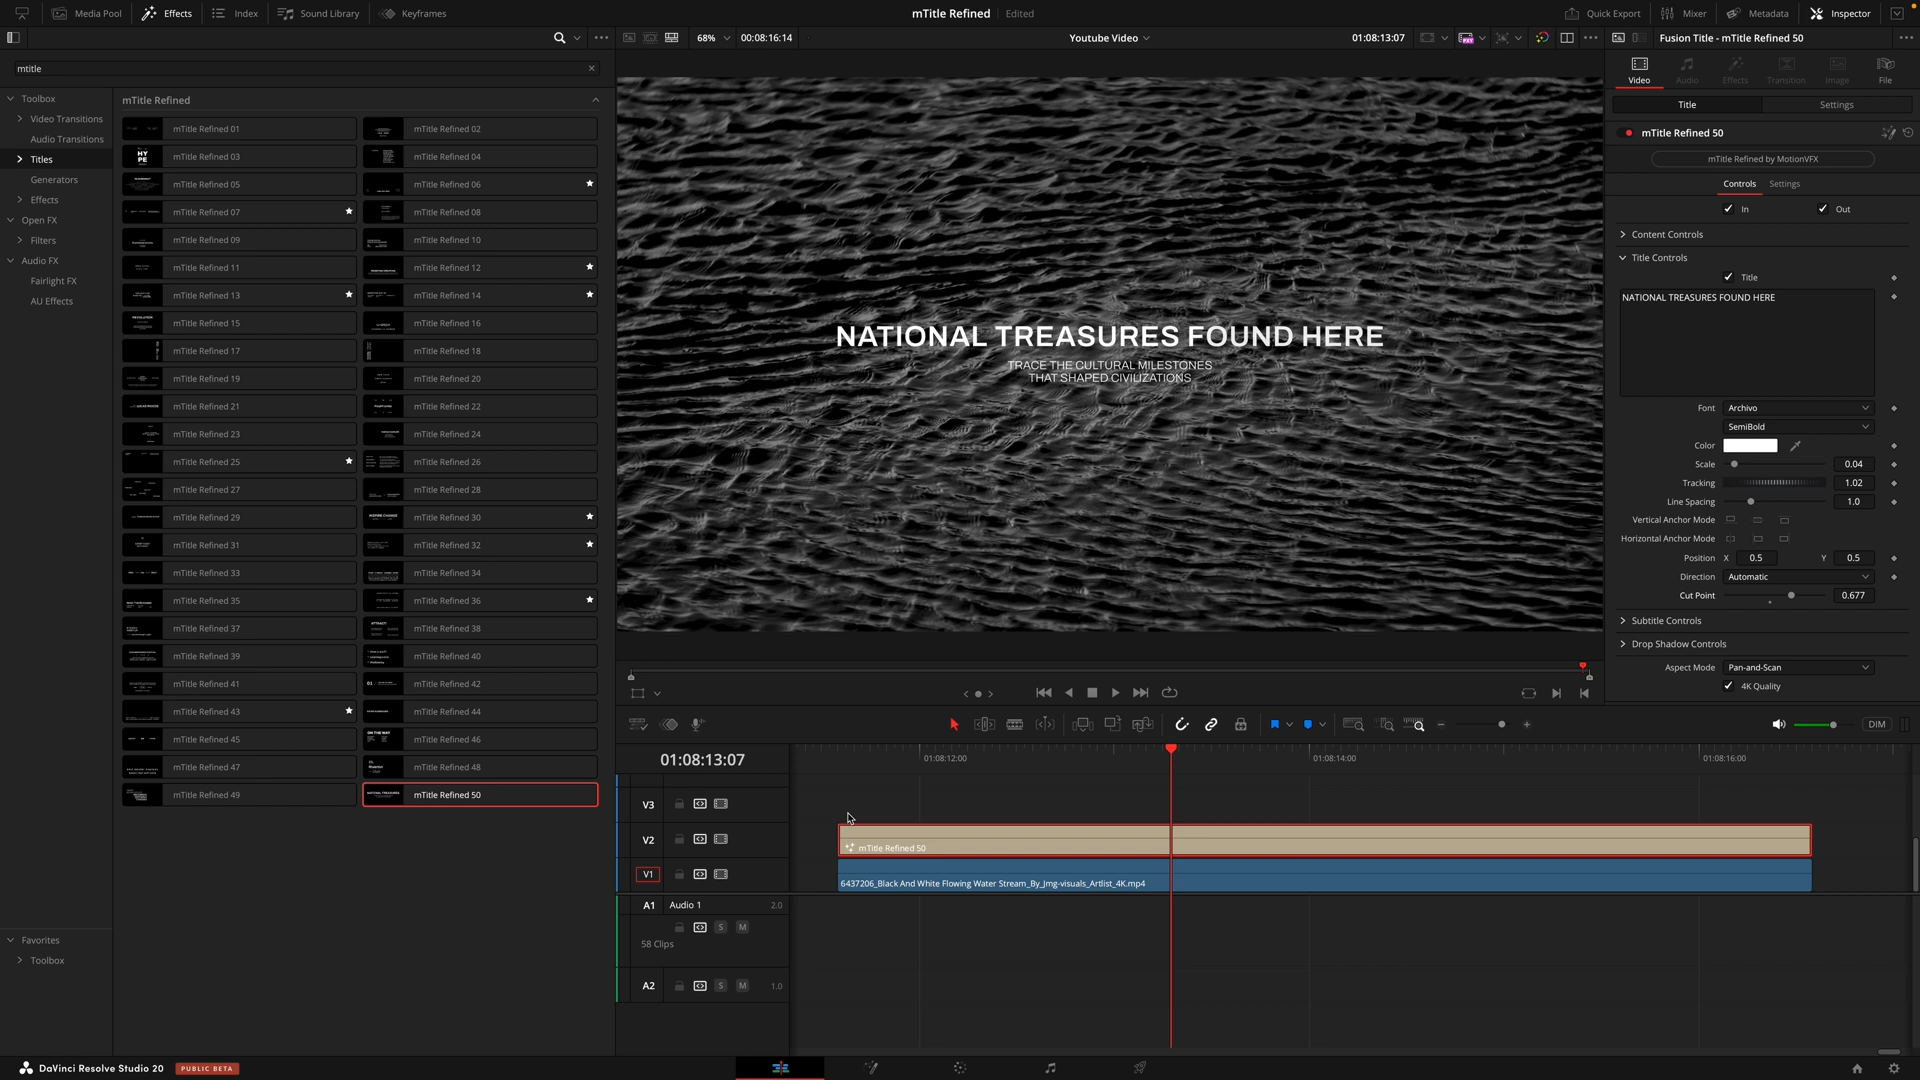 Media Pool
Effects
Index
Sound Library
Keyframes
mTitle Refined
Edited
Quick Export
Mixer
Metadata
Inspector
68%
00:08:16:14
Youtube Video
01:08:13:07
Fusion Title - mTitle Refined 50
mtitle
Toolbox
Video Transitions
Audio Transitions
Titles
Generators
Effects
Open FX
Filters
Audio FX
Fairlight FX
AU Effects
Favorites
Toolbox
mTitle Refined
mTitle Refined 01
mTitle Refined 02
HY
PE
mTitle Refined 03
mTitle Refined 04
mTitle Refined 05
mTitle Refined 06
mTitle Refined 07
mTitle Refined 08
mTitle Refined 09
mTitle Refined 10
mTitle Refined 11
mTitle Refined 12
mTitle Refined 13
mTitle Refined 14
mTitle Refined 15
mTitle Refined 16
mTitle Refined 17
mTitle Refined 18
mTitle Refined 19
mTitle Refined 20
mTitle Refined 21
mTitle Refined 22
mTitle Refined 23
mTitle Refined 24
mTitle Refined 25
mTitle Refined 26
mTitle Refined 27
mTitle Refined 28
mTitle Refined 29
mTitle Refined 30
mTitle Refined 31
mTitle Refined 32
mTitle Refined 33
mTitle Refined 34
mTitle Refined 35
mTitle Refined 36
mTitle Refined 37
mTitle Refined 38
mTitle Refined 39
mTitle Refined 40
mTitle Refined 41
mTitle Refined 42
mTitle Refined 43
mTitle Refined 44
mTitle Refined 45
mTitle Refined 46
mTitle Refined 47
mTitle Refined 48
mTitle Refined 49
mTitle Refined 50
NATIONAL TREASURES FOUND HERE
TRACE THE CULTURAL MILESTONES
THAT SHAPED CIVILIZATIONS
Video
Audio
Effects
Transition
Image
File
Title
Settings
mTitle Refined 50
mTitle Refined by MotionVFX
Controls
Settings
In
Out
Content Controls
Title Controls
Title
NATIONAL TREASURES FOUND HERE
Font
Archivo
SemiBold
Color
Scale
0.04
Tracking
1.02
Line Spacing
1.0
Vertical Anchor Mode
Horizontal Anchor Mode
Position
X
0.5
Y
0.5
Direction
Automatic
Cut Point
0.677
Subtitle Controls
Drop Shadow Controls
Aspect Mode
Pan-and-Scan
4K Quality
DIM
01:08:13:07
01:08:12:00
01:08:14:00
01:08:16:00
V3
V2
mTitle Refined 50
V1
6437206_Black And White Flowing Water Stream_By_Jmg-visuals_Artlist_4K.mp4
A1
Audio 1
2.0
S
M
58 Clips
A2
S
M
1.0
DaVinci Resolve Studio 20
PUBLIC BETA